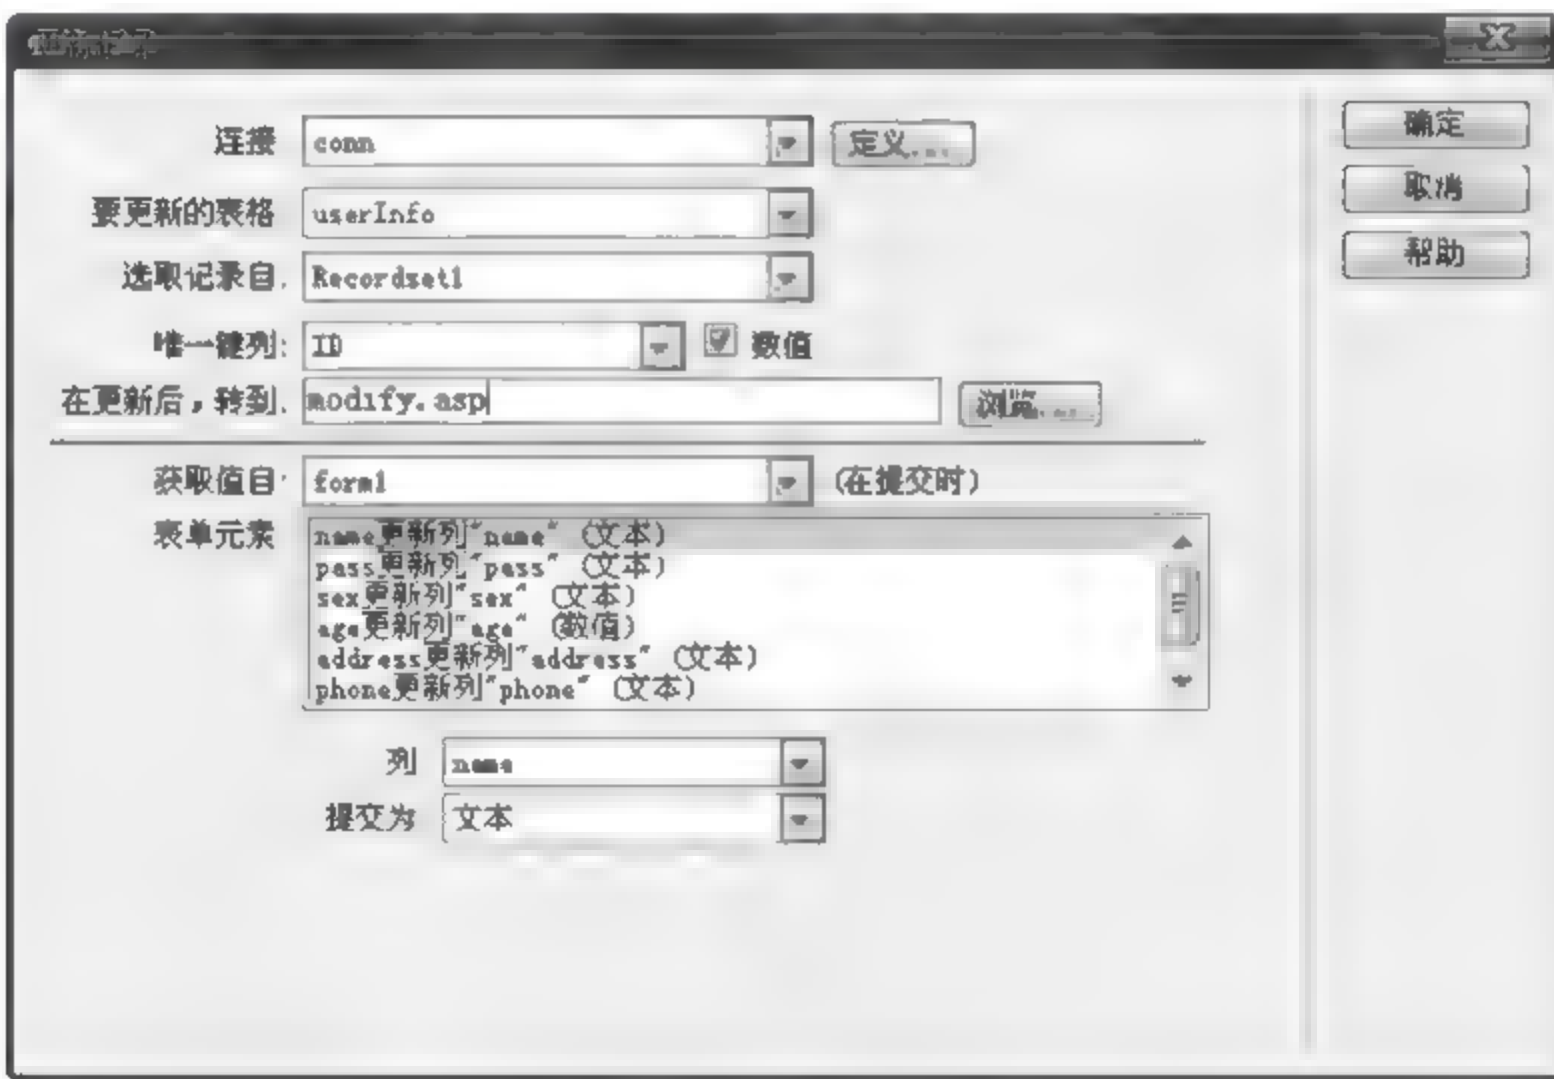 更新记录
连接 conn 定义...
要更新的表格 userInfo
选取记录自: Recordset1
唯一键列: ID 数值
在更新后,转到: modify.asp 浏览...
获取值自: form1 (在提交时)
表单元素 name更新列"name" (文本)
pass更新列"pass" (文本)
sex更新列"sex" (文本)
age更新列"age" (数值)
address更新列"address" (文本)
phone更新列"phone" (文本)
列 name
提交为 文本
确定
取消
帮助